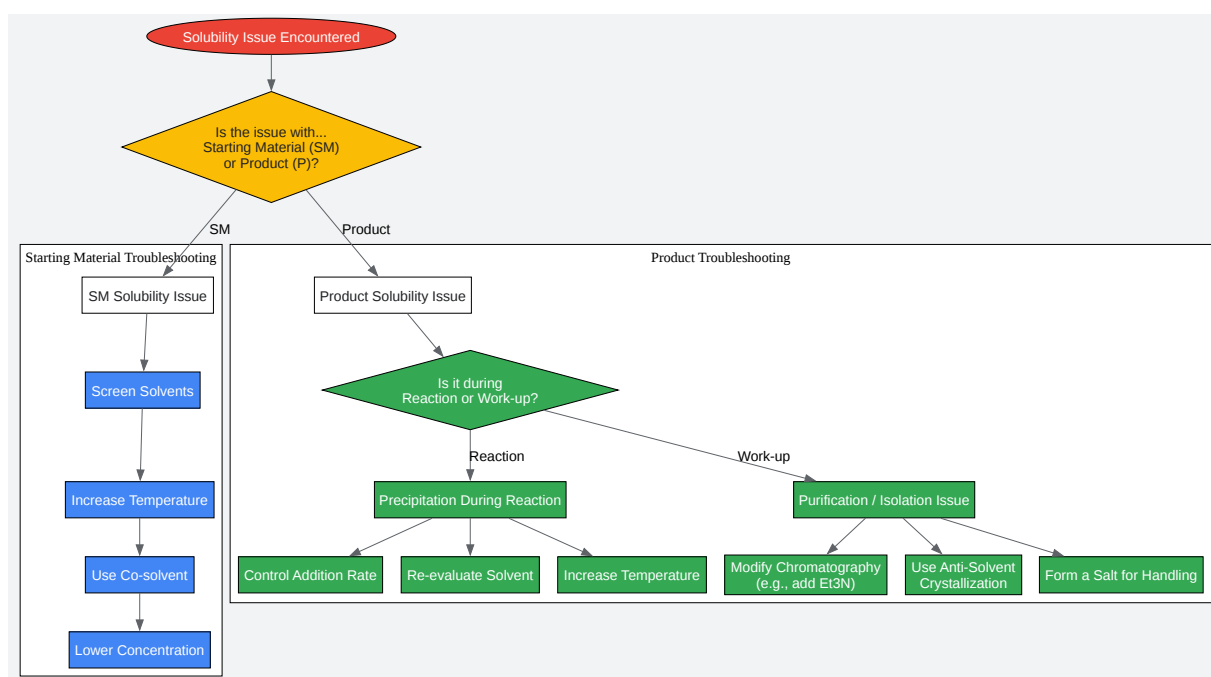 Solubility Issue Encountered
Is the issue with...
Starting Material (SM)
or Product (P)?
SM
Product
Starting Material Troubleshooting
SM Solubility Issue
Screen Solvents
Increase Temperature
Use Co-solvent
Lower Concentration
Product Troubleshooting
Product Solubility Issue
Is it during
Reaction or Work-up?
Reaction
Work-up
Precipitation During Reaction
Purification / Isolation Issue
Control Addition Rate
Re-evaluate Solvent
Increase Temperature
Modify Chromatography
(e.g., add Et3N)
Use Anti-Solvent
Crystallization
Form a Salt for Handling